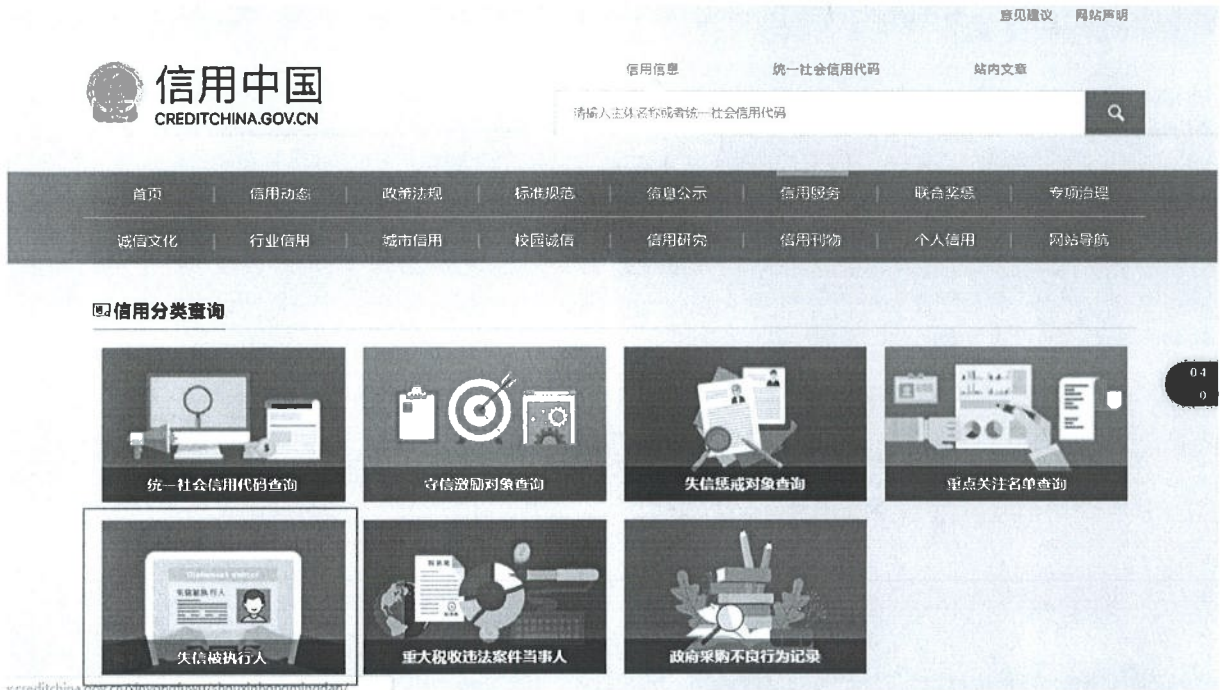 意见建议 网站声明
信用中国
CREDITCHINA.GOV.CN
信用信息 统一社会信用代码 站内文章
请输入主体名称或者统一社会信用代码
首页 信用动态 政策法规 标准规范 信息公示 信用服务 联合奖惩 专项治理
诚信文化 行业信用 城市信用 校园诚信 信用研究 信用刊物 个人信用 网站导航
信用分类查询
04
0
统一社会信用代码查询 守信激励对象查询 失信惩戒对象查询 重点关注名单查询
失信被执行人
失信被执行人 重大税收违法案件当事人 政府采购不良行为记录